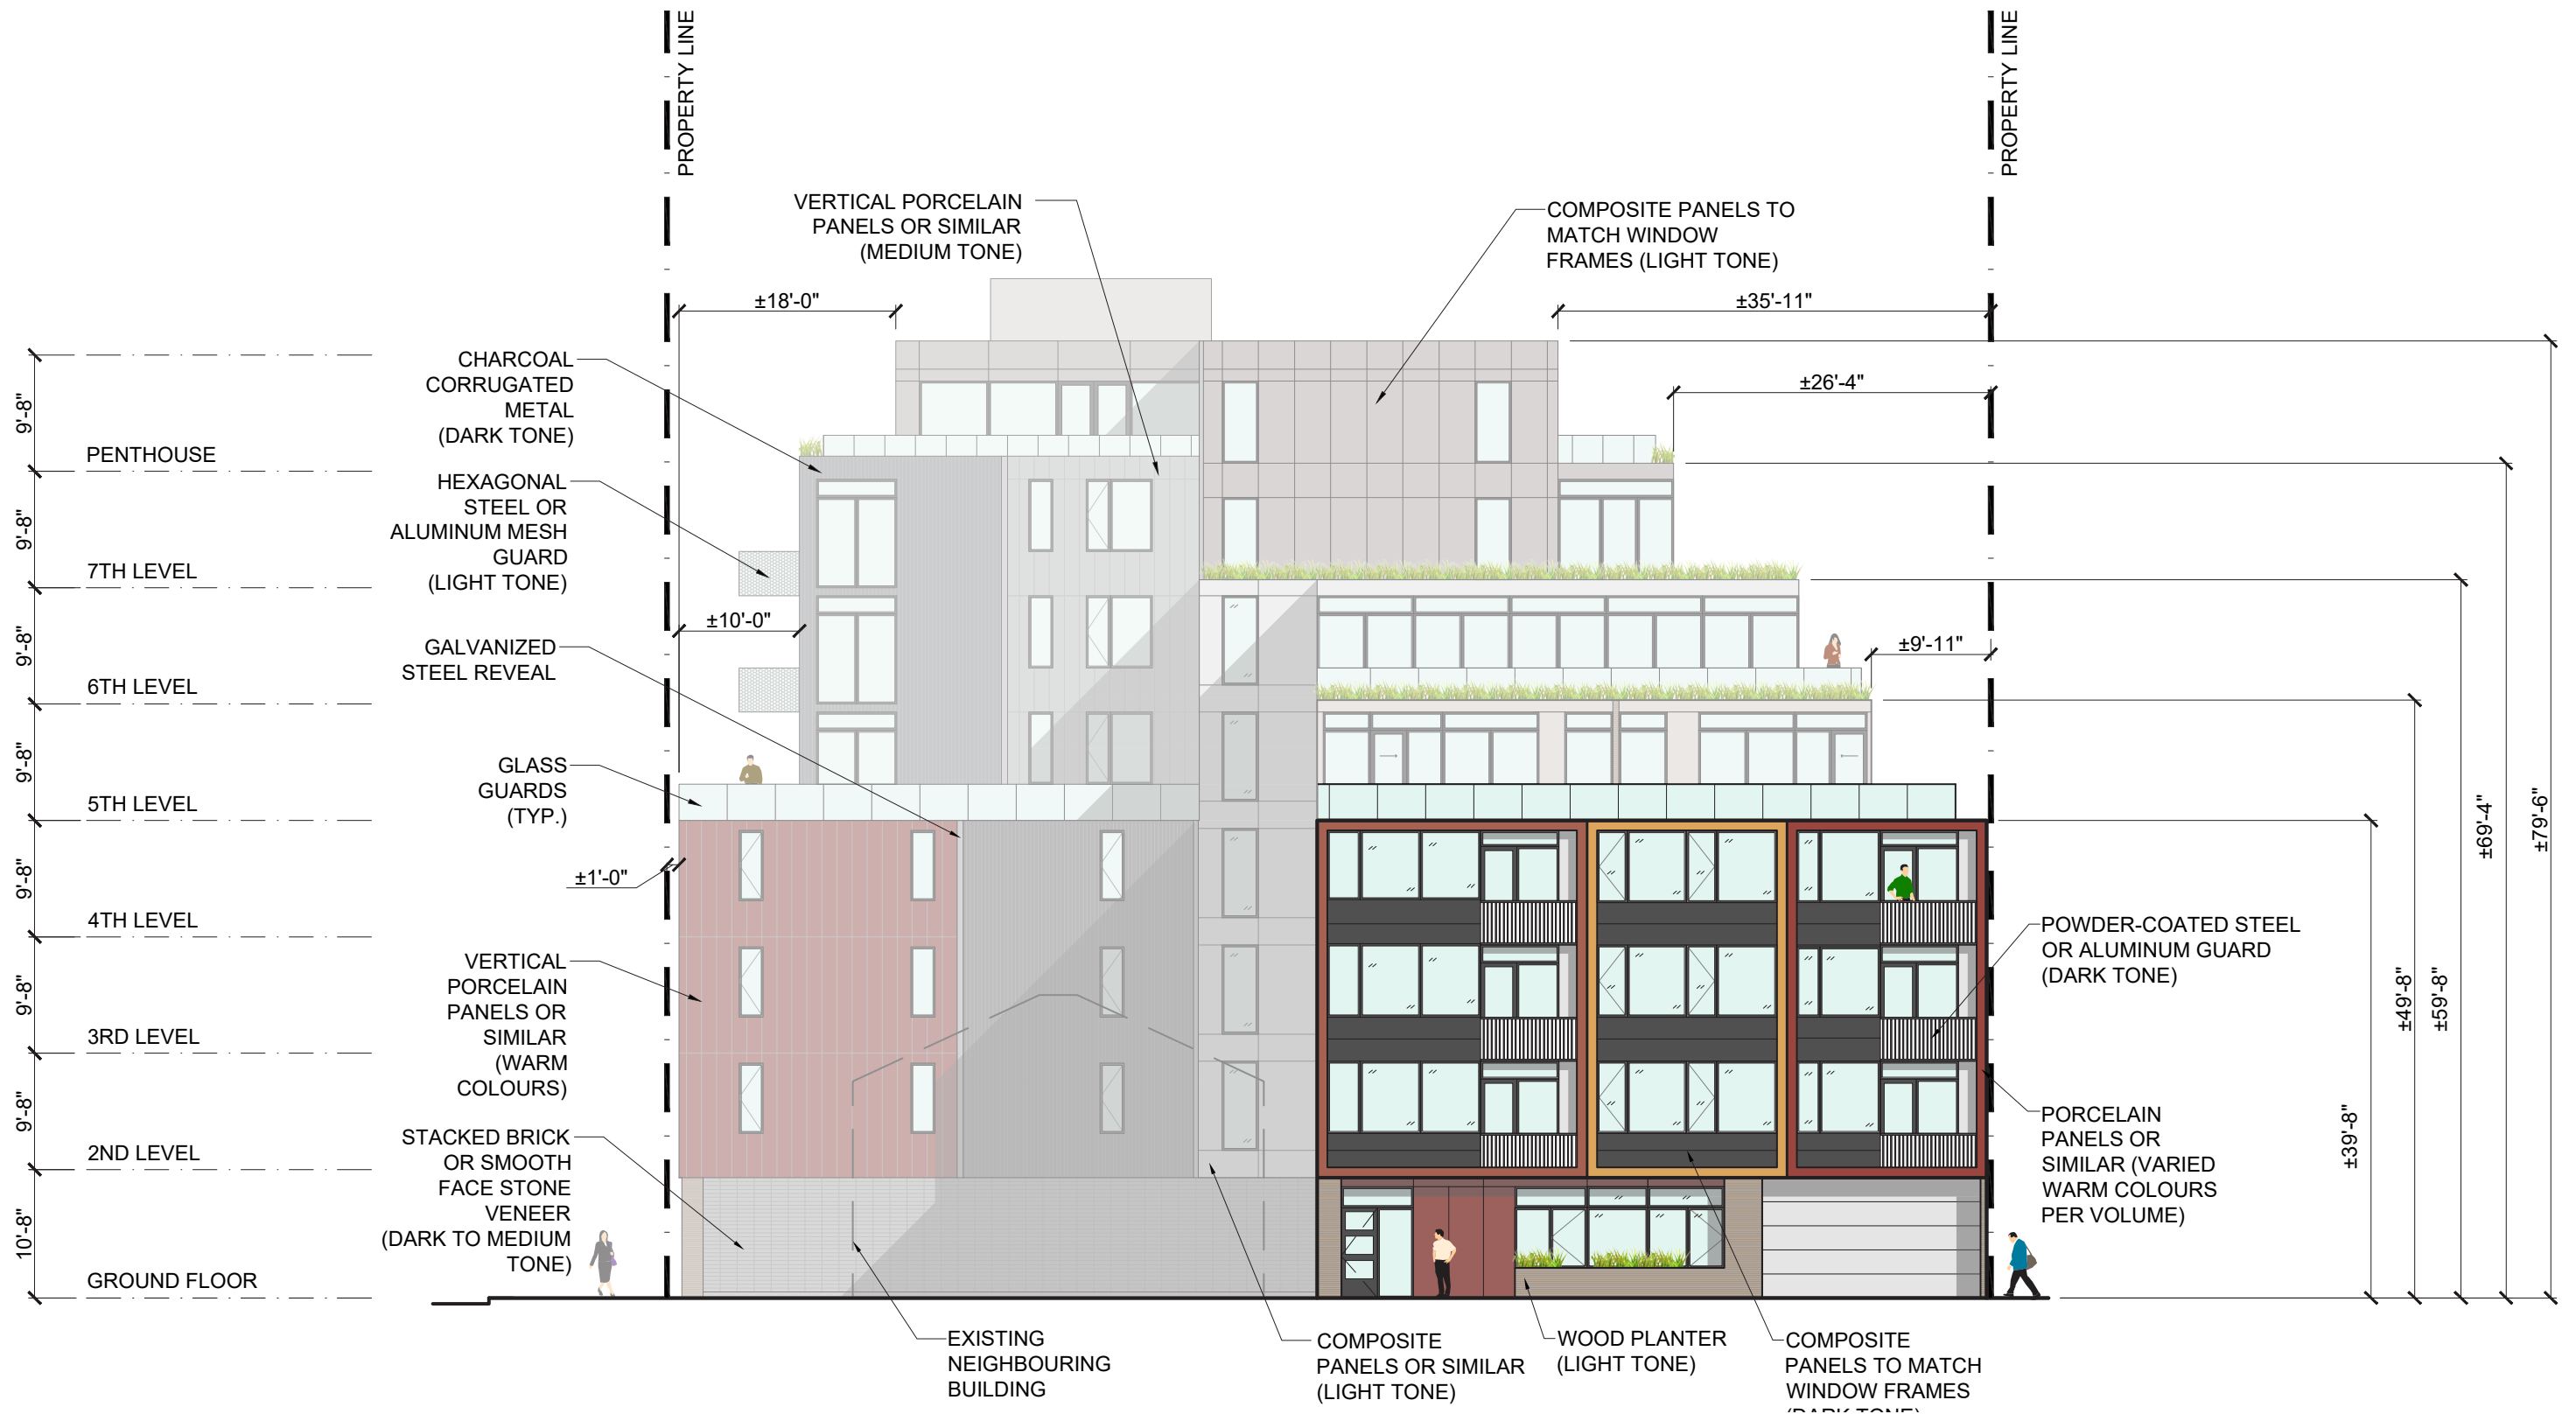 PROPERTY LINE
PROPERTY LINE
VERTICAL PORCELAIN
PANELS OR SIMILAR
(MEDIUM TONE)
COMPOSITE PANELS TO
MATCH WINDOW
FRAMES (LIGHT TONE)
±18'-0"
±35'-11"
±26'-4"
CHARCOAL
CORRUGATED
METAL
(DARK TONE)
9'-8"
PENTHOUSE
HEXAGONAL
STEEL OR
ALUMINUM MESH
GUARD
(LIGHT TONE)
9'-8"
7TH LEVEL
±10'-0"
±9'-11"
GALVANIZED
STEEL REVEAL
9'-8"
6TH LEVEL
GLASS
GUARDS
(TYP.)
9'-8"
5TH LEVEL
±69'-4"
±79'-6"
±1'-0"
9'-8"
4TH LEVEL
POWDER-COATED STEEL
OR ALUMINUM GUARD
(DARK TONE)
VERTICAL
PORCELAIN
PANELS OR
SIMILAR
(WARM
COLOURS)
9'-8"
3RD LEVEL
±49'-8"
±59'-8"
9'-8"
2ND LEVEL
STACKED BRICK
OR SMOOTH
FACE STONE
VENEER
(DARK TO MEDIUM
TONE)
±39'-8"
PORCELAIN
PANELS OR
SIMILAR (VARIED
WARM COLOURS
PER VOLUME)
10'-8"
GROUND FLOOR
EXISTING
NEIGHBOURING
BUILDING
COMPOSITE
PANELS OR SIMILAR
(LIGHT TONE)
WOOD PLANTER
(LIGHT TONE)
COMPOSITE
PANELS TO MATCH
WINDOW FRAMES
(DARK TONE)